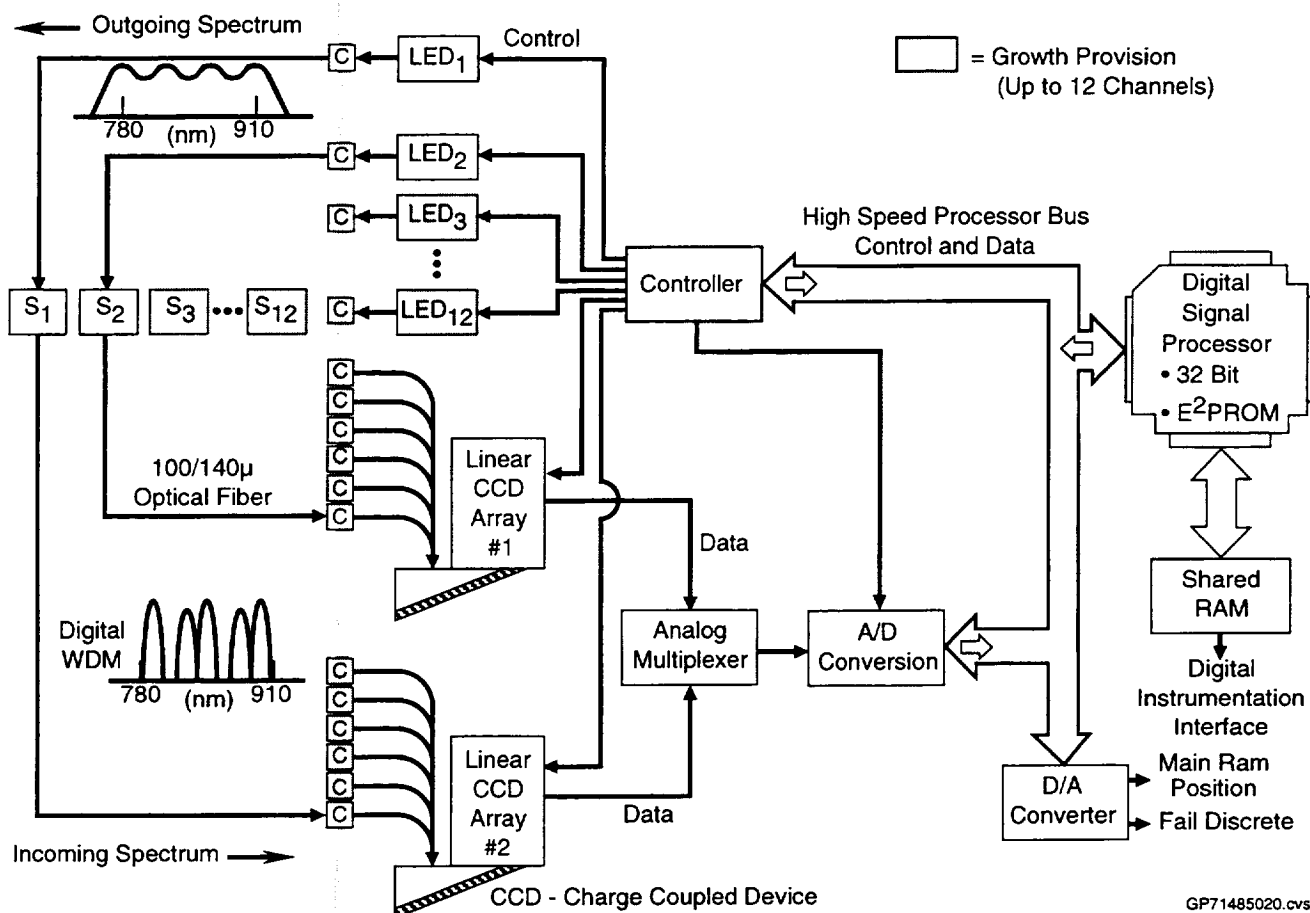 Outgoing Spectrum
780 (nm) 910
C
LED1
Control
= Growth Provision
(Up to 12 Channels)
C
LED2
C
LED3
•••
C
LED12
S1
S2
S3
•••
S12
Controller
High Speed Processor Bus
Control and Data
Digital
Signal
Processor
• 32 Bit
• E2PROM
C
C
C
C
C
C
100/140µ
Optical Fiber
Linear
CCD
Array
#1
Data
Digital
WDM
780 (nm) 910
Analog
Multiplexer
A/D
Conversion
Shared
RAM
Digital
Instrumentation
Interface
C
C
C
C
C
C
Linear
CCD
Array
#2
Data
D/A
Converter
Main Ram
Position
Fail Discrete
Incoming Spectrum
CCD - Charge Coupled Device
GP71485020.cvs